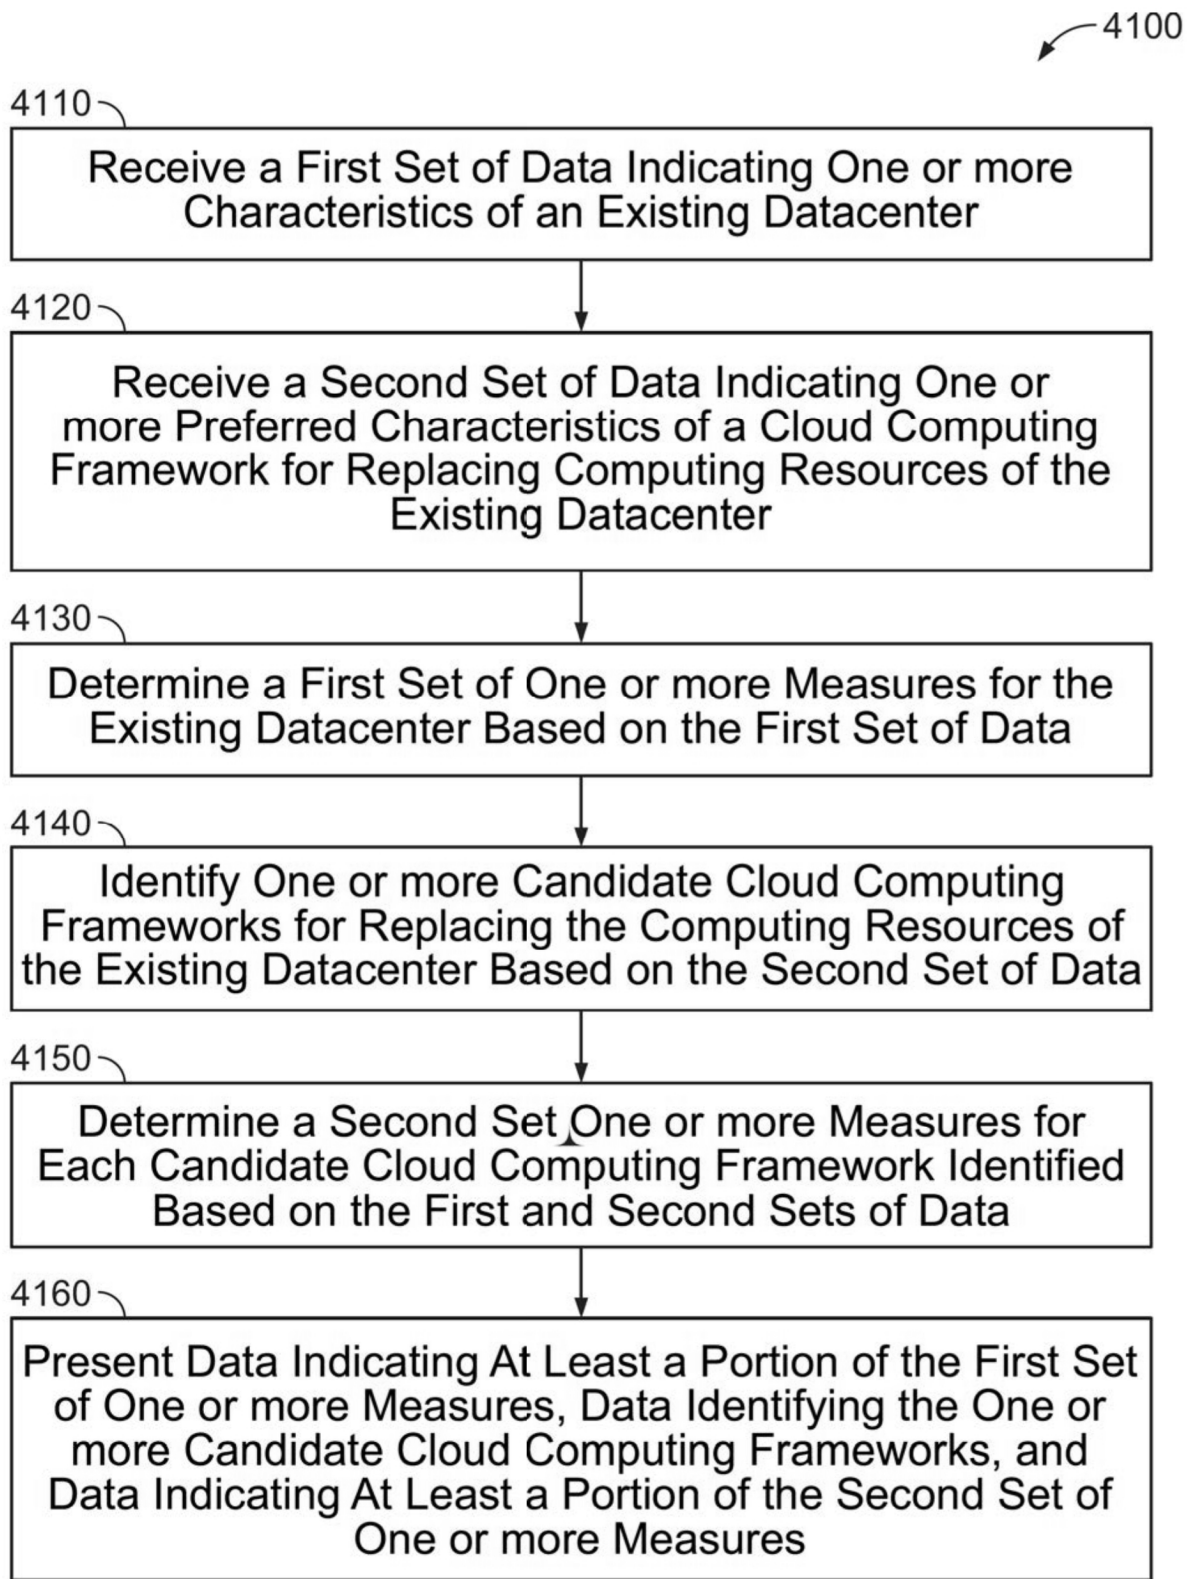 4100
4110
Receive a First Set of Data Indicating One or more
Characteristics of an Existing Datacenter
4120
Receive a Second Set of Data Indicating One or
more Preferred Characteristics of a Cloud Computing
Framework for Replacing Computing Resources of the
Existing Datacenter
4130
Determine a First Set of One or more Measures for the
Existing Datacenter Based on the First Set of Data
4140
Identify One or more Candidate Cloud Computing
Frameworks for Replacing the Computing Resources of
the Existing Datacenter Based on the Second Set of Data
4150
Determine a Second Set One or more Measures for
Each Candidate Cloud Computing Framework Identified
Based on the First and Second Sets of Data
4160
Present Data Indicating At Least a Portion of the First Set
of One or more Measures, Data Identifying the One or
more Candidate Cloud Computing Frameworks, and
Data Indicating At Least a Portion of the Second Set of
One or more Measures